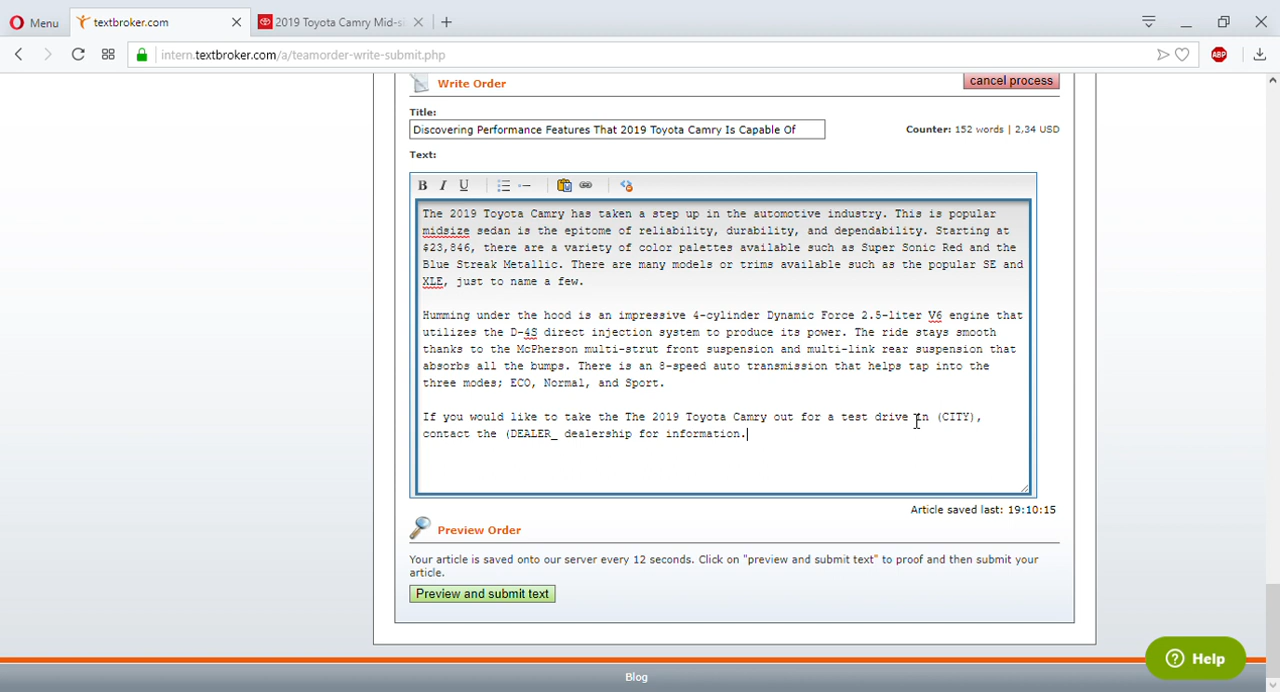 Menu
textbroker.com
2019 Toyota Camry Mid-s
intern.textbroker.com/a/teamorder-write-submit.php
ABP
Write Order
cancel process
Title:
Discovering Performance Features That 2019 Toyota Camry Is Capable Of
Counter: 152 words | 2,34 USD
Text:
B I U
The 2019 Toyota Camry has taken a step up in the automotive industry. This is popular
midsize sedan is the epitome of reliability, durability, and dependability. Starting at
$23,846, there are a variety of color palettes available such as Super Sonic Red and the
Blue Streak Metallic. There are many models or trims available such as the popular SE and
XLE, just to name a few.
Humming under the hood is an impressive 4-cylinder Dynamic Force 2.5-liter V6 engine that
utilizes the D-4S direct injection system to produce its power. The ride stays smooth
thanks to the McPherson multi-strut front suspension and multi-link rear suspension that
absorbs all the bumps. There is an 8-speed auto transmission that helps tap into the
three modes; ECO, Normal, and Sport.
If you would like to take the The 2019 Toyota Camry out for a test drive in (CITY),
contact the (DEALER_ dealership for information.
Article saved last: 19:10:15
Preview Order
Your article is saved onto our server every 12 seconds. Click on "preview and submit text" to proof and then submit your
article.
Preview and submit text
Help
Blog